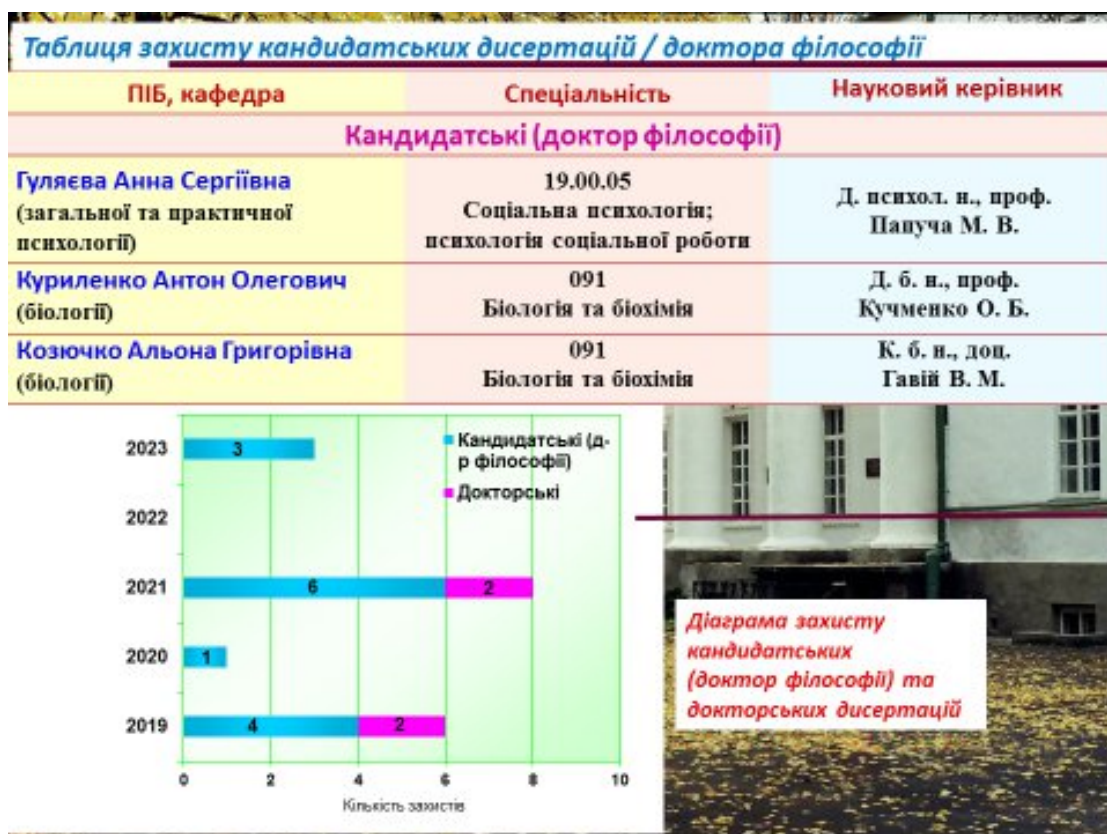 Таблиця захисту кандидатських дисертацій / доктора філософії
ПІБ, кафедра
Спеціальність
Науковий керівник
Кандидатські (доктор філософії)
Гуляєва Анна Сергіївна
(загальної та практичної
психології)
19.00.05
Соціальна психологія;
психологія соціальної роботи
Д. психол. н., проф.
Папуча М. В.
Куриленко Антон Олегович
(біології)
091
Біологія та біохімія
Д. б. н., проф.
Кучменко О. Б.
Козючко Альона Григорівна
(біології)
091
Біологія та біохімія
К. б. н., доц.
Гавій В. М.
Кандидатські (д-
р філософії)
Докторські
2023
3
2022
2021
6
2
2020
1
2019
4
2
0
2
4
6
8
10
Кількість захистів
Діаграма захисту
кандидатських
(доктор філософії) та
докторських дисертацій